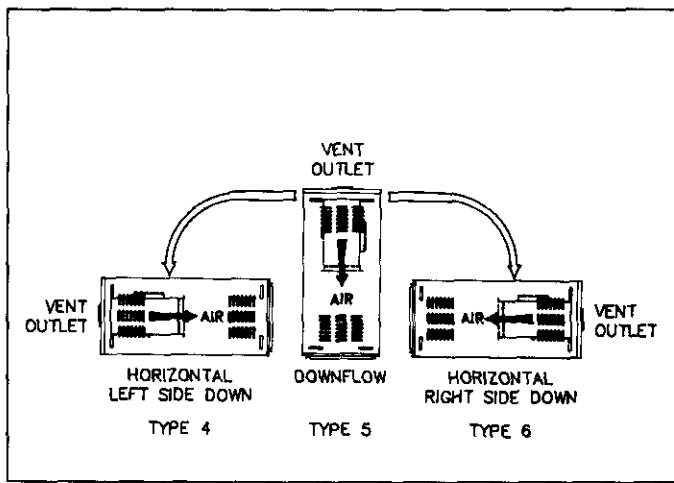 VENT
OUTLET
AIR
VENT
OUTLET
AIR
AIR
VENT
OUTLET
HORIZONTAL
LEFT SIDE DOWN
DOWNFLOW
HORIZONTAL
RIGHT SIDE DOWN
TYPE 4
TYPE 5
TYPE 6